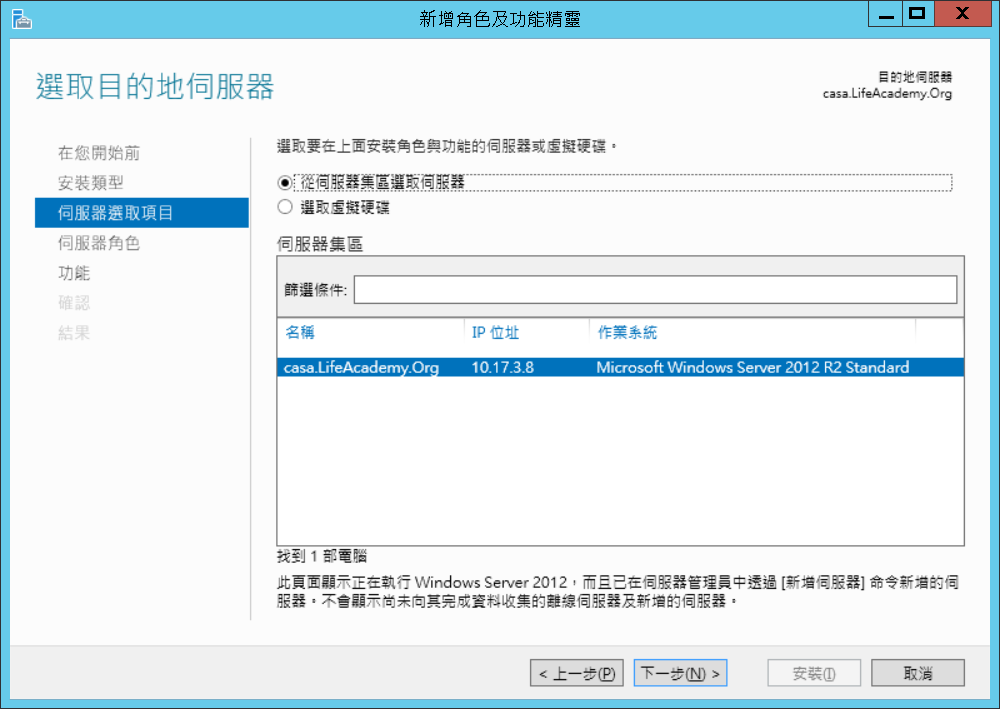 新增角色及功能精靈
選取目的地伺服器
目的地伺服器
casa.LifeAcademy.Org
在您開始前
安裝類型
伺服器選取項目
伺服器角色
功能
確認
結果
選取要在上面安裝角色與功能的伺服器或虛擬硬碟。
從伺服器集區選取伺服器
選取虛擬硬碟
伺服器集區
篩選條件:
名稱 IP 位址 作業系統
casa.LifeAcademy.Org 10.17.3.8 Microsoft Windows Server 2012 R2 Standard
找到 1 部電腦
此頁面顯示正在執行 Windows Server 2012，而且已在伺服器管理員中透過 [新增伺服器] 命令新增的伺
服器。不會顯示尚未向其完成資料收集的離線伺服器及新增的伺服器。
< 上一步(P) 下一步(N) > 安裝(I) 取消